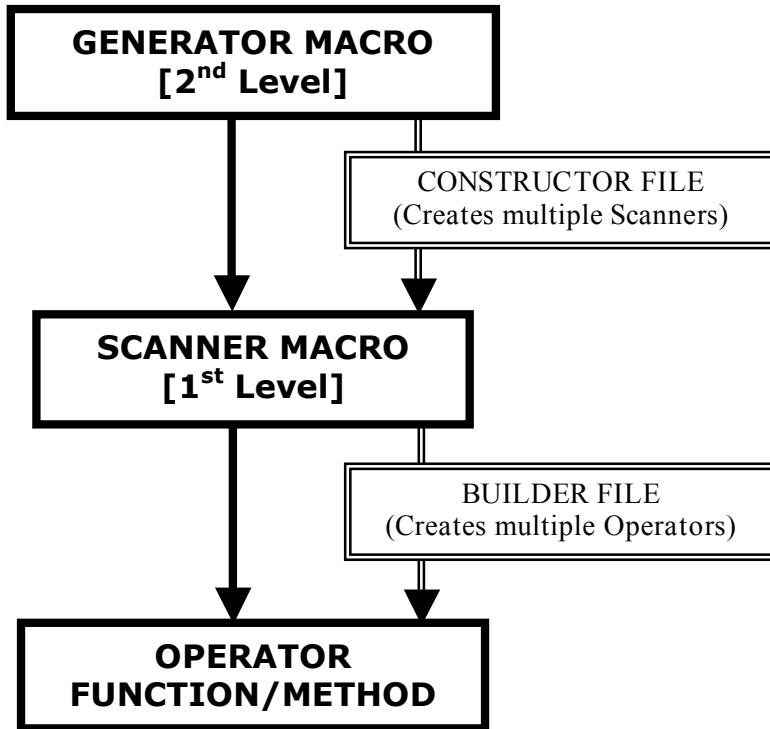 GENERATOR MACRO
[2nd Level]
CONSTRUCTOR FILE
(Creates multiple Scanners)
SCANNER MACRO
[1st Level]
BUILDER FILE
(Creates multiple Operators)
OPERATOR
FUNCTION/METHOD